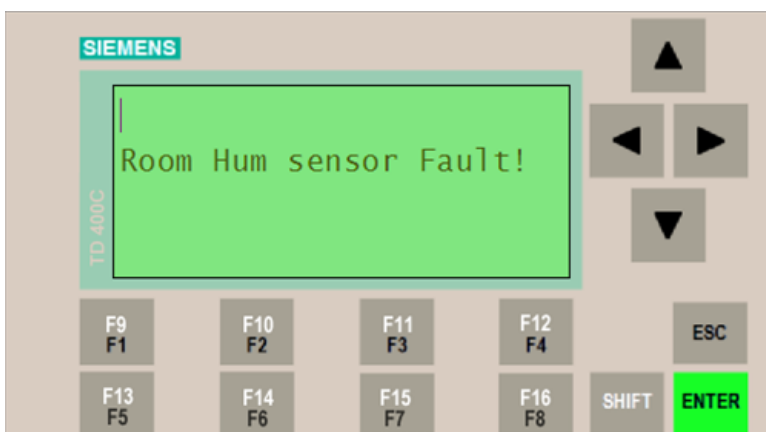 SIEMENS
Room Hum sensor Fault!
TD 400C
F9 F10 F11 F12
F1 F2 F3 F4
ESC
F13 F14 F15 F16
F5 F6 F7 F8
SHIFT ENTER